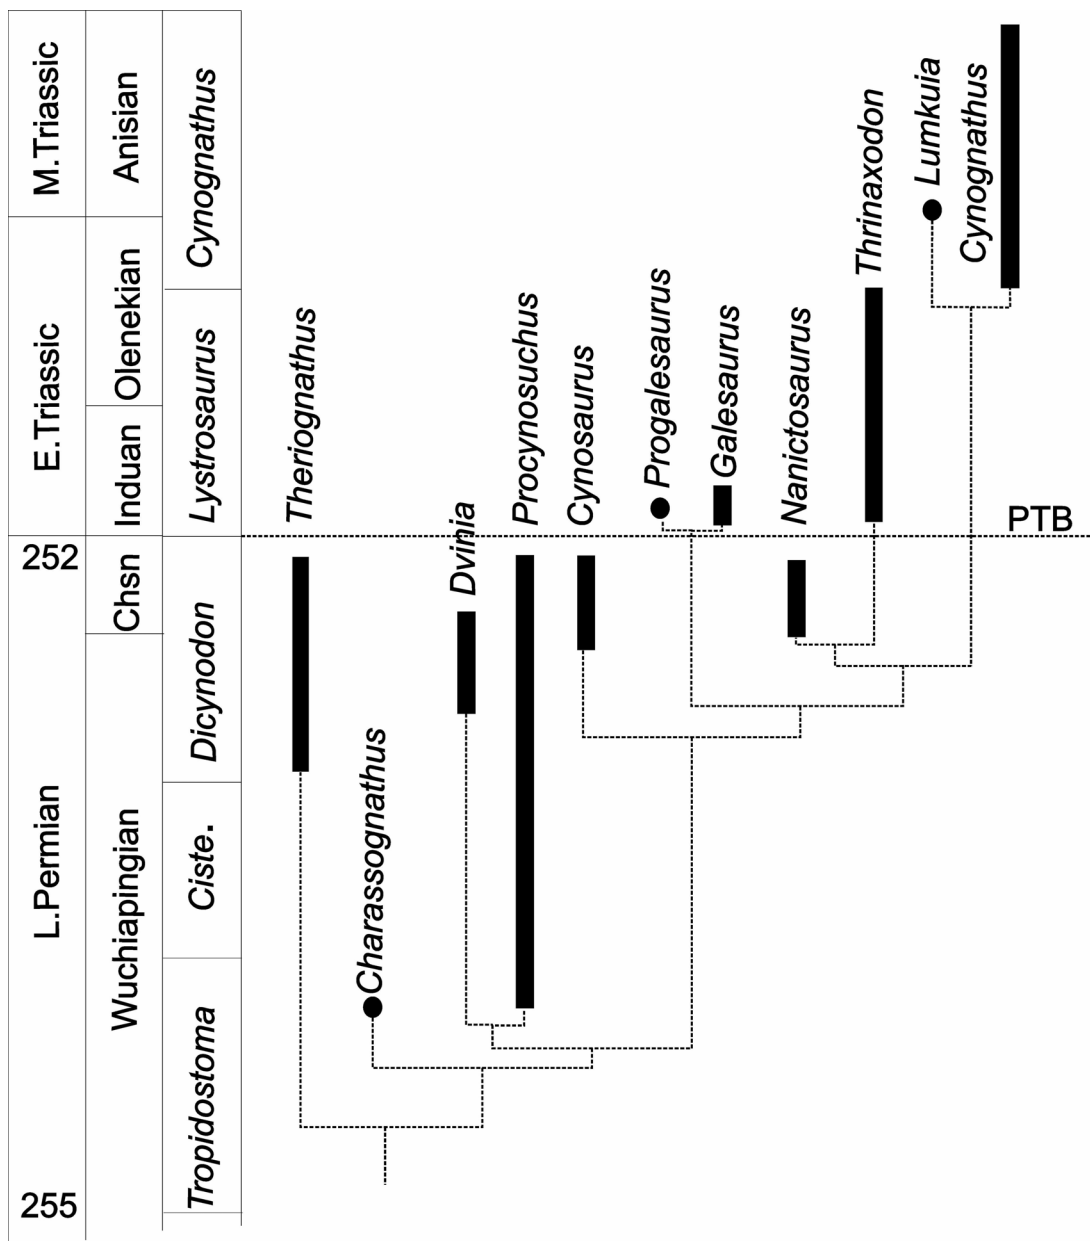 M.Triassic
E.Triassic
252
L.Permian
255
Anisian
Olenekian
Induan
Chsn
Wuchiapingian
Cynognathus
Lystrosaurus
Dicynodon
Ciste.
Tropidostoma
Theriognathus
Charassognathus
Dvinia
Procynosuchus
Cynosaurus
Progalesaurus
Galesaurus
Nanictosaurus
Thrinaxodon
Lumkuia
Cynognathus
PTB